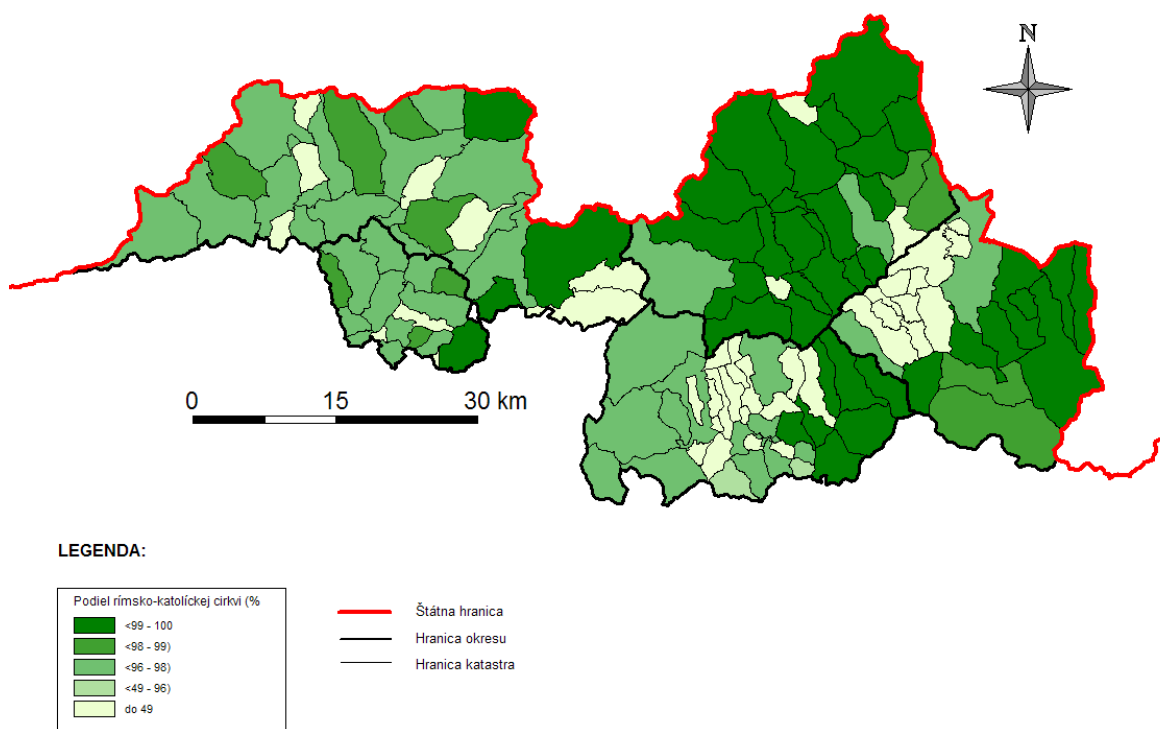 N
0 15 30 km
LEGENDA:
Podiel rímsko-katolíckej cirkvi (%
<99 - 100
<98 - 99)
<96 - 98)
<49 - 96)
do 49
Štátna hranica
Hranica okresu
Hranica katastra